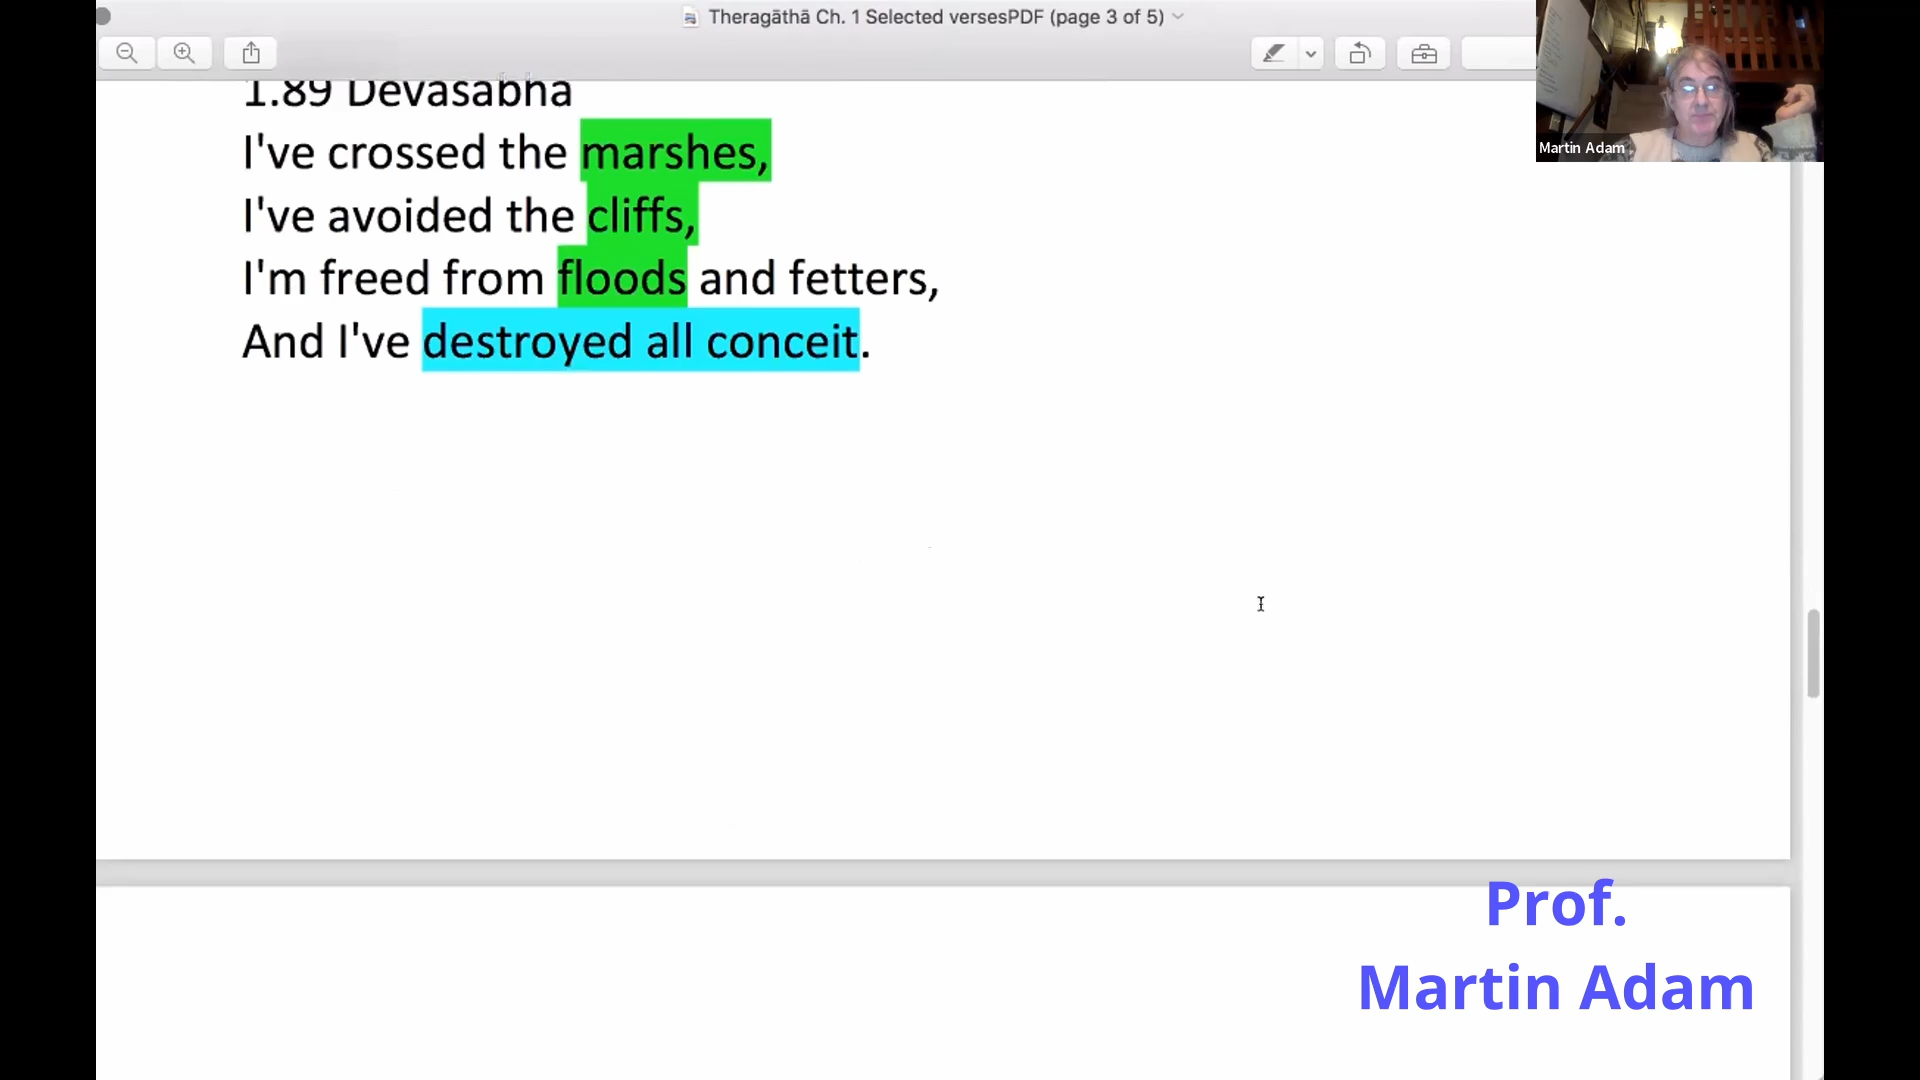 Theragāthā Ch. 1 Selected versesPDF (page 3 of 5)
Martin Adam
1.89 Devasabha
I've crossed the marshes,
I've avoided the cliffs,
I'm freed from floods and fetters,
And I've destroyed all conceit.
Prof.
Martin Adam